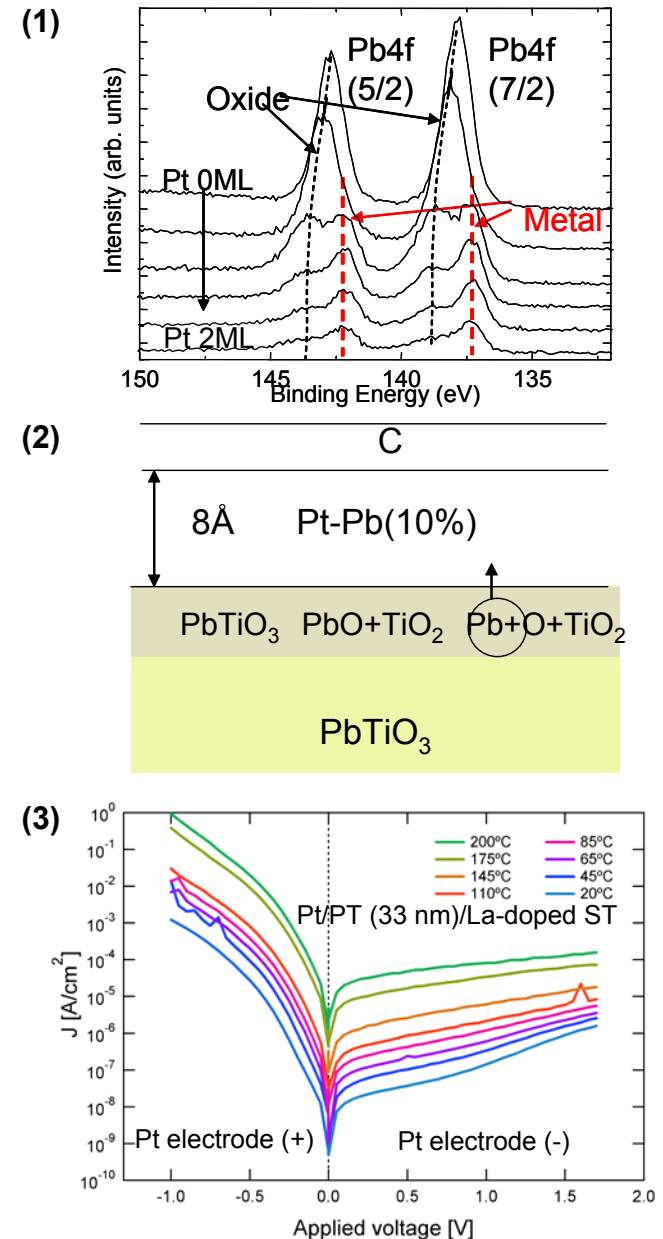 (1)
Pb4f Pb4f
(5/2) (7/2)
Oxide
Pt 0ML
Metal
Pt 2ML
Intensity (arb. units)
150 145 140 135
Binding Energy (eV)
(2)
C
8Å Pt-Pb(10%)
PbTiO₃ PbO+TiO₂ Pb+O+TiO₂
PbTiO₃
(3)
10⁰
10⁻¹
10⁻²
10⁻³
10⁻⁴
10⁻⁵
10⁻⁶
10⁻⁷
10⁻⁸
10⁻⁹
10⁻¹⁰
J [A/cm²]
200ºC 85ºC
175ºC 65ºC
145ºC 45ºC
110ºC 20ºC
Pt/PT (33 nm)/La-doped ST
Pt electrode (+) Pt electrode (-)
-1.0 -0.5 0.0 0.5 1.0 1.5 2.0
Applied voltage [V]